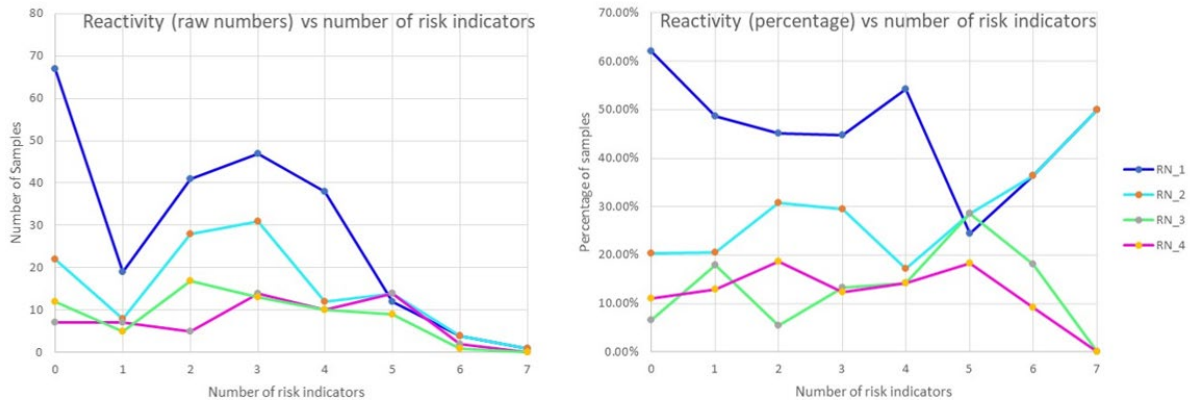 Reactivity (raw numbers) vs number of risk indicators
80
70
60
50
40
30
20
10
0
Number of Samples
0 1 2 3 4 5 6 7
Number of risk indicators
Reactivity (percentage) vs number of risk indicators
70.00%
60.00%
50.00%
40.00%
30.00%
20.00%
10.00%
0.00%
Percentage of samples
0 1 2 3 4 5 6 7
Number of risk indicators
RN_1
RN_2
RN_3
RN_4